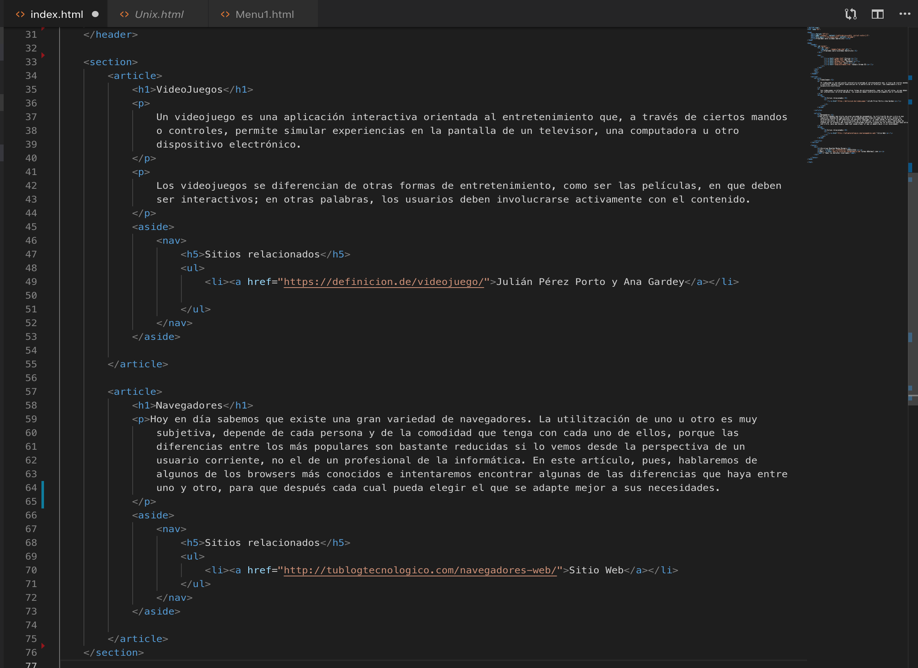 <> index.html ● <> Unix.html <> Menu1.html ...
31 </header>
32
33 <section>
34 <article>
35 <h1>VideoJuegos</h1>
36 <p>
37 Un videojuego es una aplicación interactiva orientada al entretenimiento que, a través de ciertos mandos
38 o controles, permite simular experiencias en la pantalla de un televisor, una computadora u otro
39 dispositivo electrónico.
40 </p>
41 <p>
42 Los videojuegos se diferencian de otras formas de entretenimiento, como ser las películas, en que deben
43 ser interactivos; en otras palabras, los usuarios deben involucrarse activamente con el contenido.
44 </p>
45 <aside>
46 <nav>
47 <h5>Sitios relacionados</h5>
48 <ul>
49 <li><a href="https://definicion.de/videojuego/">Julián Pérez Porto y Ana Gardey</a></li>
50
51 </ul>
52 </nav>
53 </aside>
54
55 </article>
56
57 <article>
58 <h1>Navegadores</h1>
59 <p>Hoy en día sabemos que existe una gran variedad de navegadores. La utilitzación de uno u otro es muy
60 subjetiva, depende de cada persona y de la comodidad que tenga con cada uno de ellos, porque las
61 diferencias entre los más populares son bastante reducidas si lo vemos desde la perspectiva de un
62 usuario corriente, no el de un profesional de la informática. En este artículo, pues, hablaremos de
63 algunos de los browsers más conocidos e intentaremos encontrar algunas de las diferencias que haya entre
64 uno y otro, para que después cada cual pueda elegir el que se adapte mejor a sus necesidades.
65 </p>
66 <aside>
67 <nav>
68 <h5>Sitios relacionados</h5>
69 <ul>
70 <li><a href="http://tublogtecnologico.com/navegadores-web/">Sitio Web</a></li>
71 </ul>
72 </nav>
73 </aside>
74
75 </article>
76 </section>
77